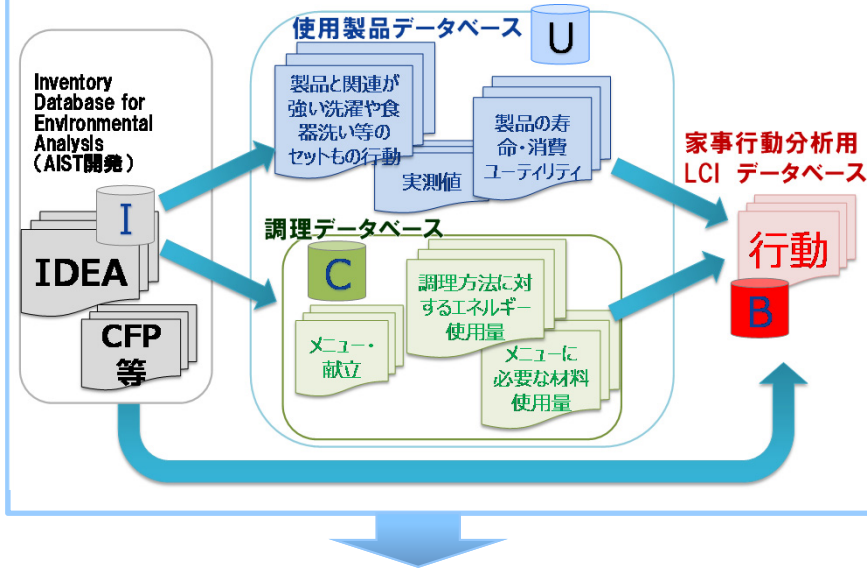 Inventory
Database for
Environmental
Analysis
（AIST開発）
I
IDEA
CFP
等
使用製品データベース
U
製品と関連が
強い洗濯や食
器洗い等の
セットもの行動
実測値
製品の寿
命・消費
ユーティリティ
調理データベース
C
メニュー・
献立
調理方法に対
するエネルギー
使用量
メニューに
必要な材料
使用量
家事行動分析用
LCI データベース
行動
B